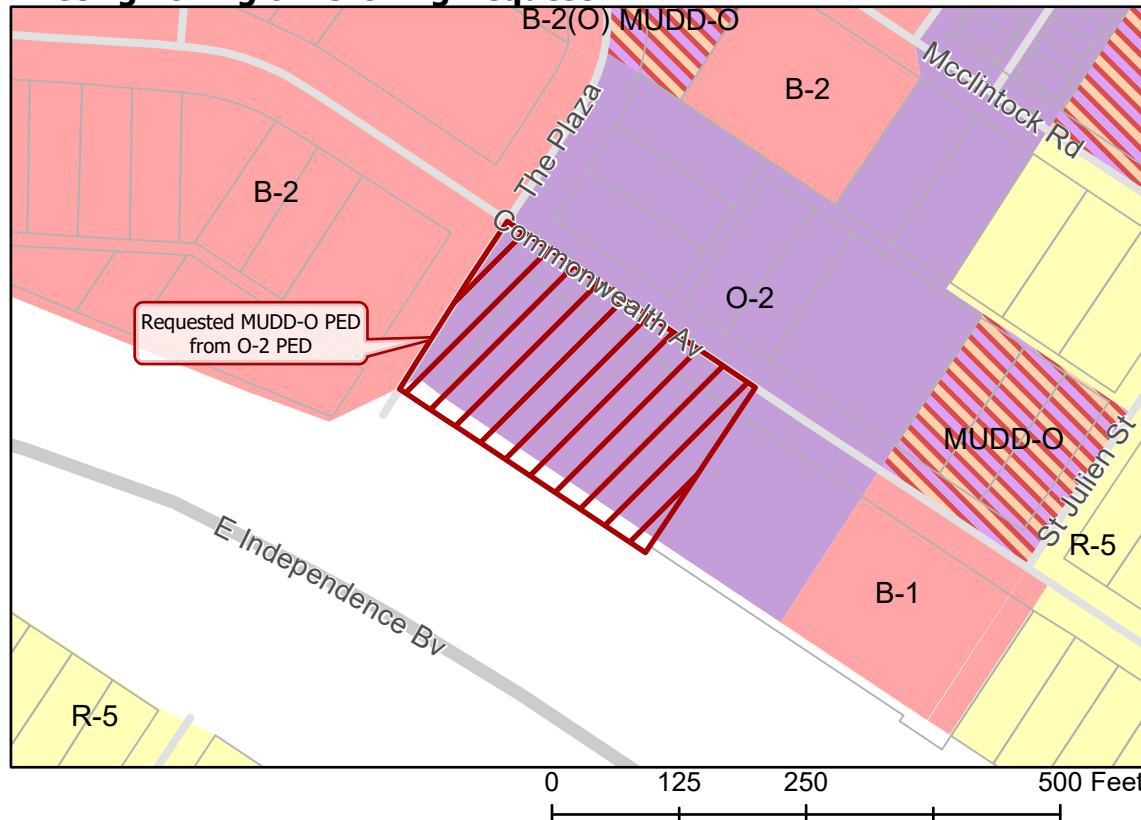 B-2(O) MUDD-O
B-2
Mcclintock Rd
The Plaza
B-2
Commonwealth Av
O-2
Requested MUDD-O PED
from O-2 PED
MUDD-O
St Julien St
R-5
E Independence Bv
B-1
R-5
0 125 250 500 Feet